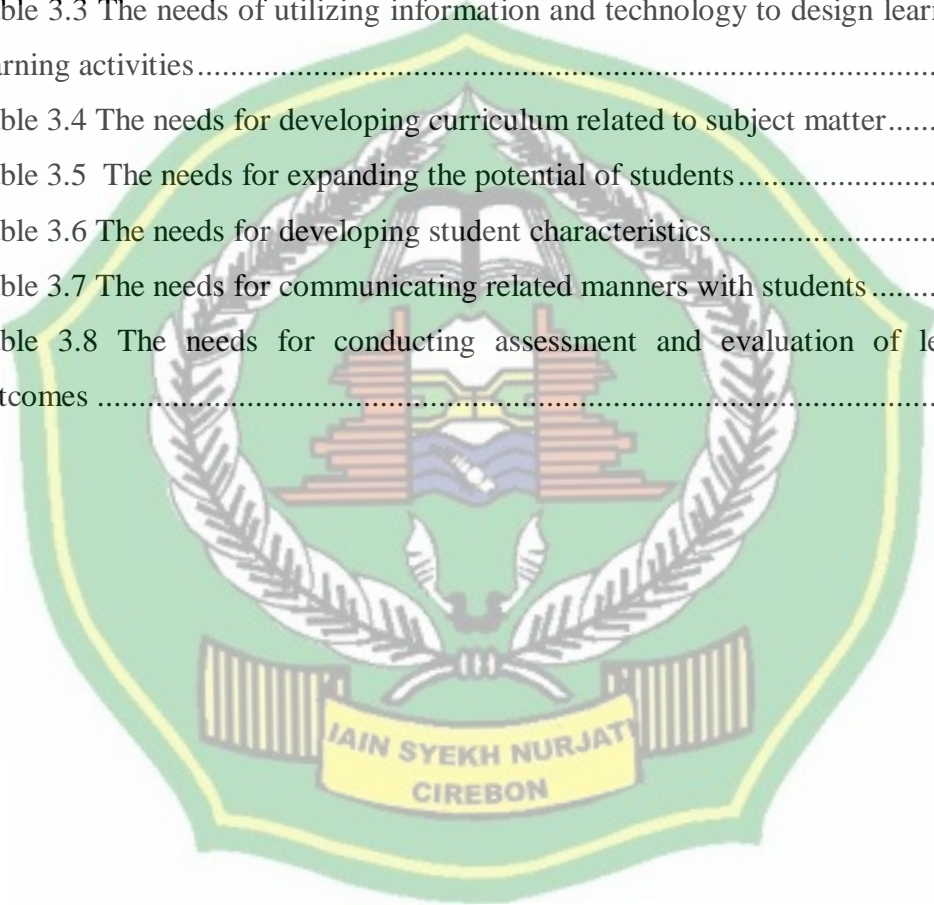 ble 3.3 The needs of utilizing information and technology to design learn
arning activities................................................................................................
ble 3.4 The needs for developing curriculum related to subject matter......
ble 3.5  The needs for expanding the potential of students.......................
ble 3.6 The needs for developing student characteristics..........................
ble 3.7 The needs for communicating related manners with students........
ble 3.8 The needs for conducting assessment and evaluation of le
tcomes ............................................................................................................
IAIN SYEKH NURJATI
CIREBON